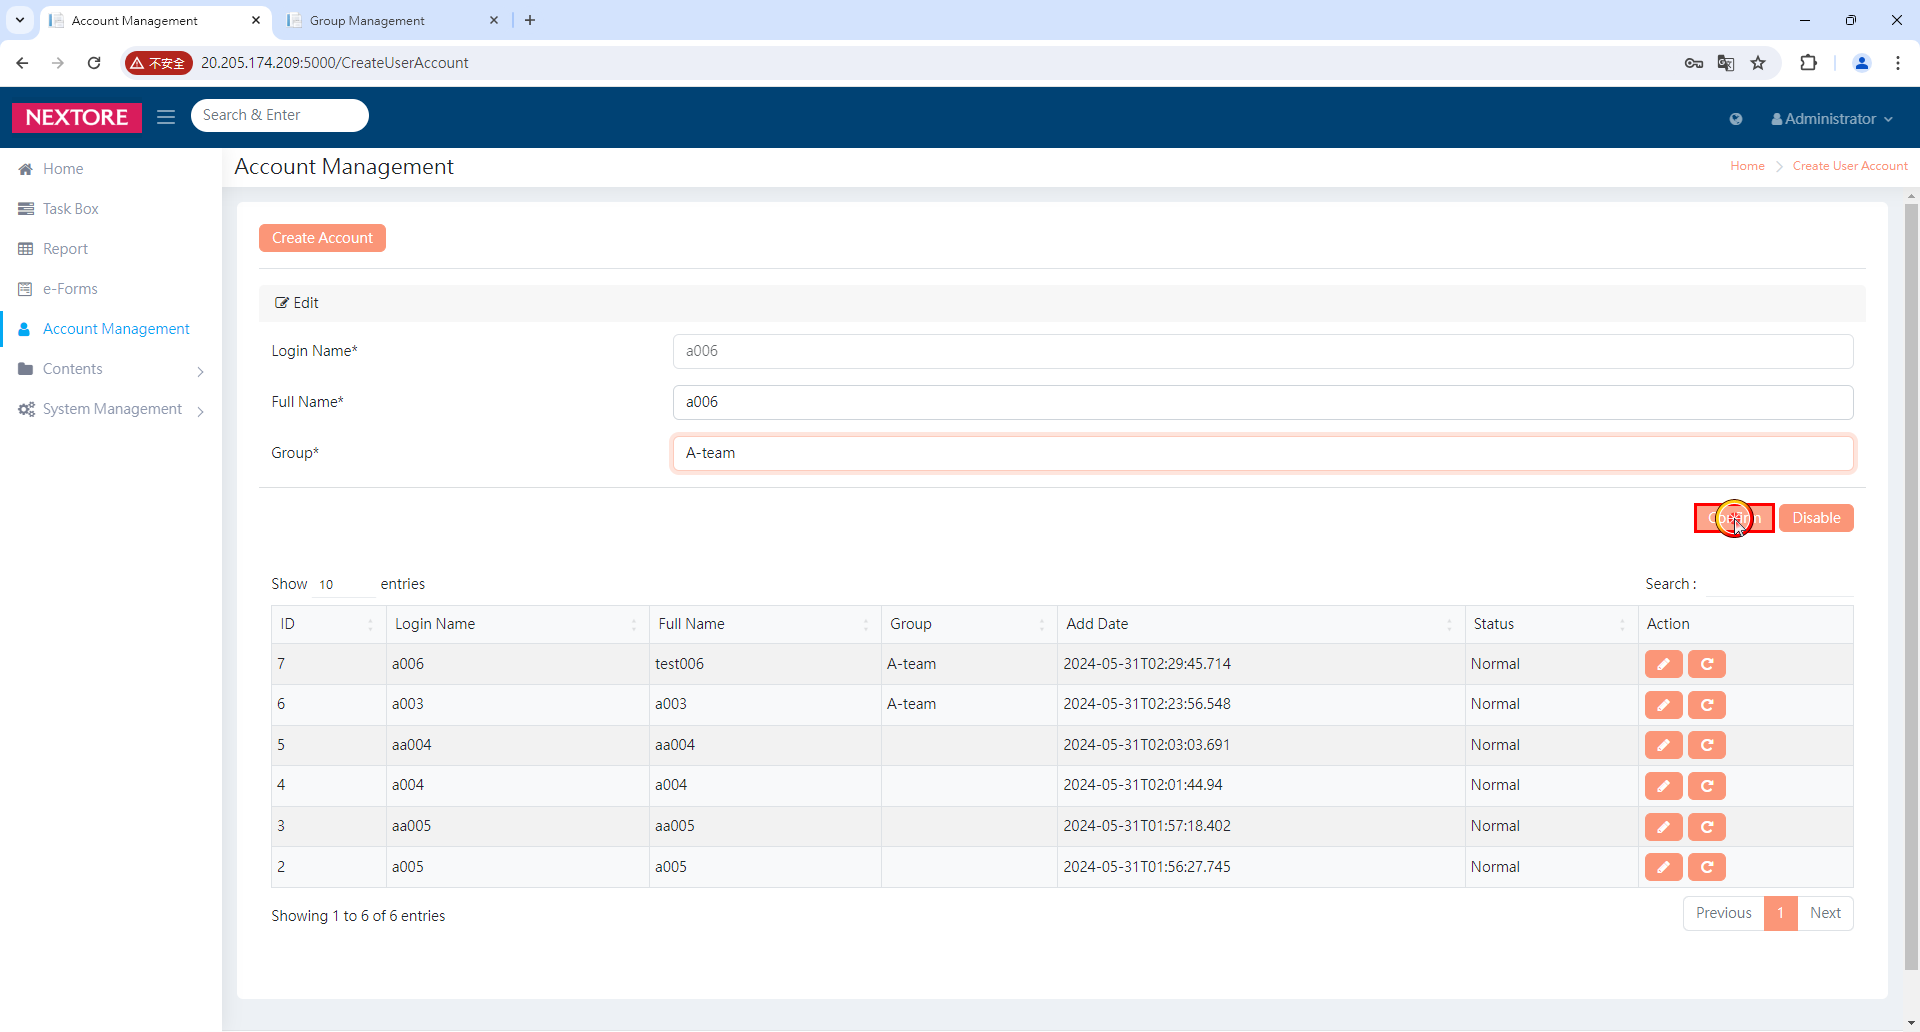 Account Management
Group Management
不安全
20.205.174.209:5000/CreateUserAccount
NEXTORE
Search & Enter
Administrator
Home
Task Box
Report
e-Forms
Account Management
Contents
System Management
Account Management
Home
Create User Account
Create Account
Edit
Login Name*
a006
Full Name*
a006
Group*
A-team
Confirm
Disable
Show 10 entries
Search :
ID Login Name Full Name Group Add Date Status Action
7 a006 test006 A-team 2024-05-31T02:29:45.714 Normal
6 a003 a003 A-team 2024-05-31T02:23:56.548 Normal
5 aa004 aa004 2024-05-31T02:03:03.691 Normal
4 a004 a004 2024-05-31T02:01:44.94 Normal
3 aa005 aa005 2024-05-31T01:57:18.402 Normal
2 a005 a005 2024-05-31T01:56:27.745 Normal
Showing 1 to 6 of 6 entries
Previous 1 Next